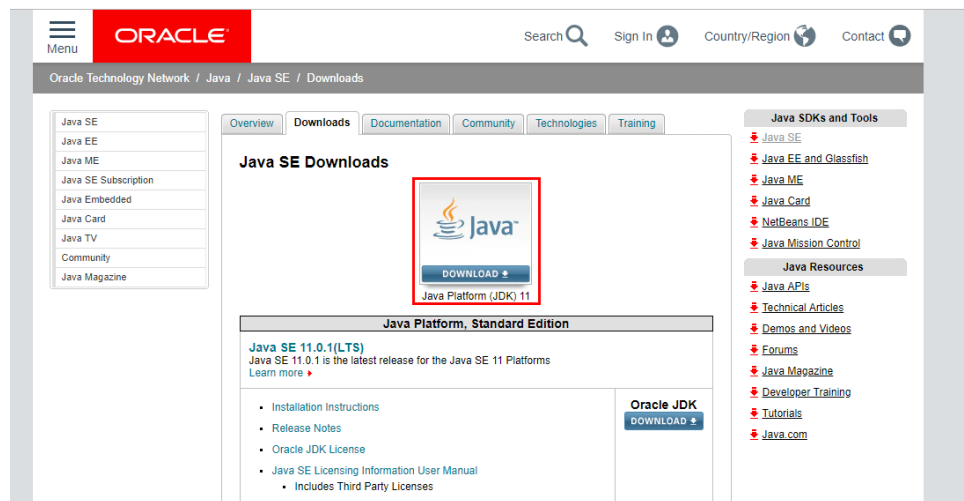 Menu
ORACLE
Search
Sign In
Country/Region
Contact
Oracle Technology Network / Java / Java SE / Downloads
Java SE
Java EE
Java ME
Java SE Subscription
Java Embedded
Java Card
Java TV
Community
Java Magazine
Overview
Downloads
Documentation
Community
Technologies
Training
Java SE Downloads
Java™
DOWNLOAD
Java Platform (JDK) 11
Java Platform, Standard Edition
Java SE 11.0.1(LTS)
Java SE 11.0.1 is the latest release for the Java SE 11 Platforms
Learn more
Installation Instructions
Release Notes
Oracle JDK License
Java SE Licensing Information User Manual
Includes Third Party Licenses
Oracle JDK
DOWNLOAD
Java SDKs and Tools
Java SE
Java EE and Glassfish
Java ME
Java Card
NetBeans IDE
Java Mission Control
Java Resources
Java APIs
Technical Articles
Demos and Videos
Forums
Java Magazine
Developer Training
Tutorials
Java.com